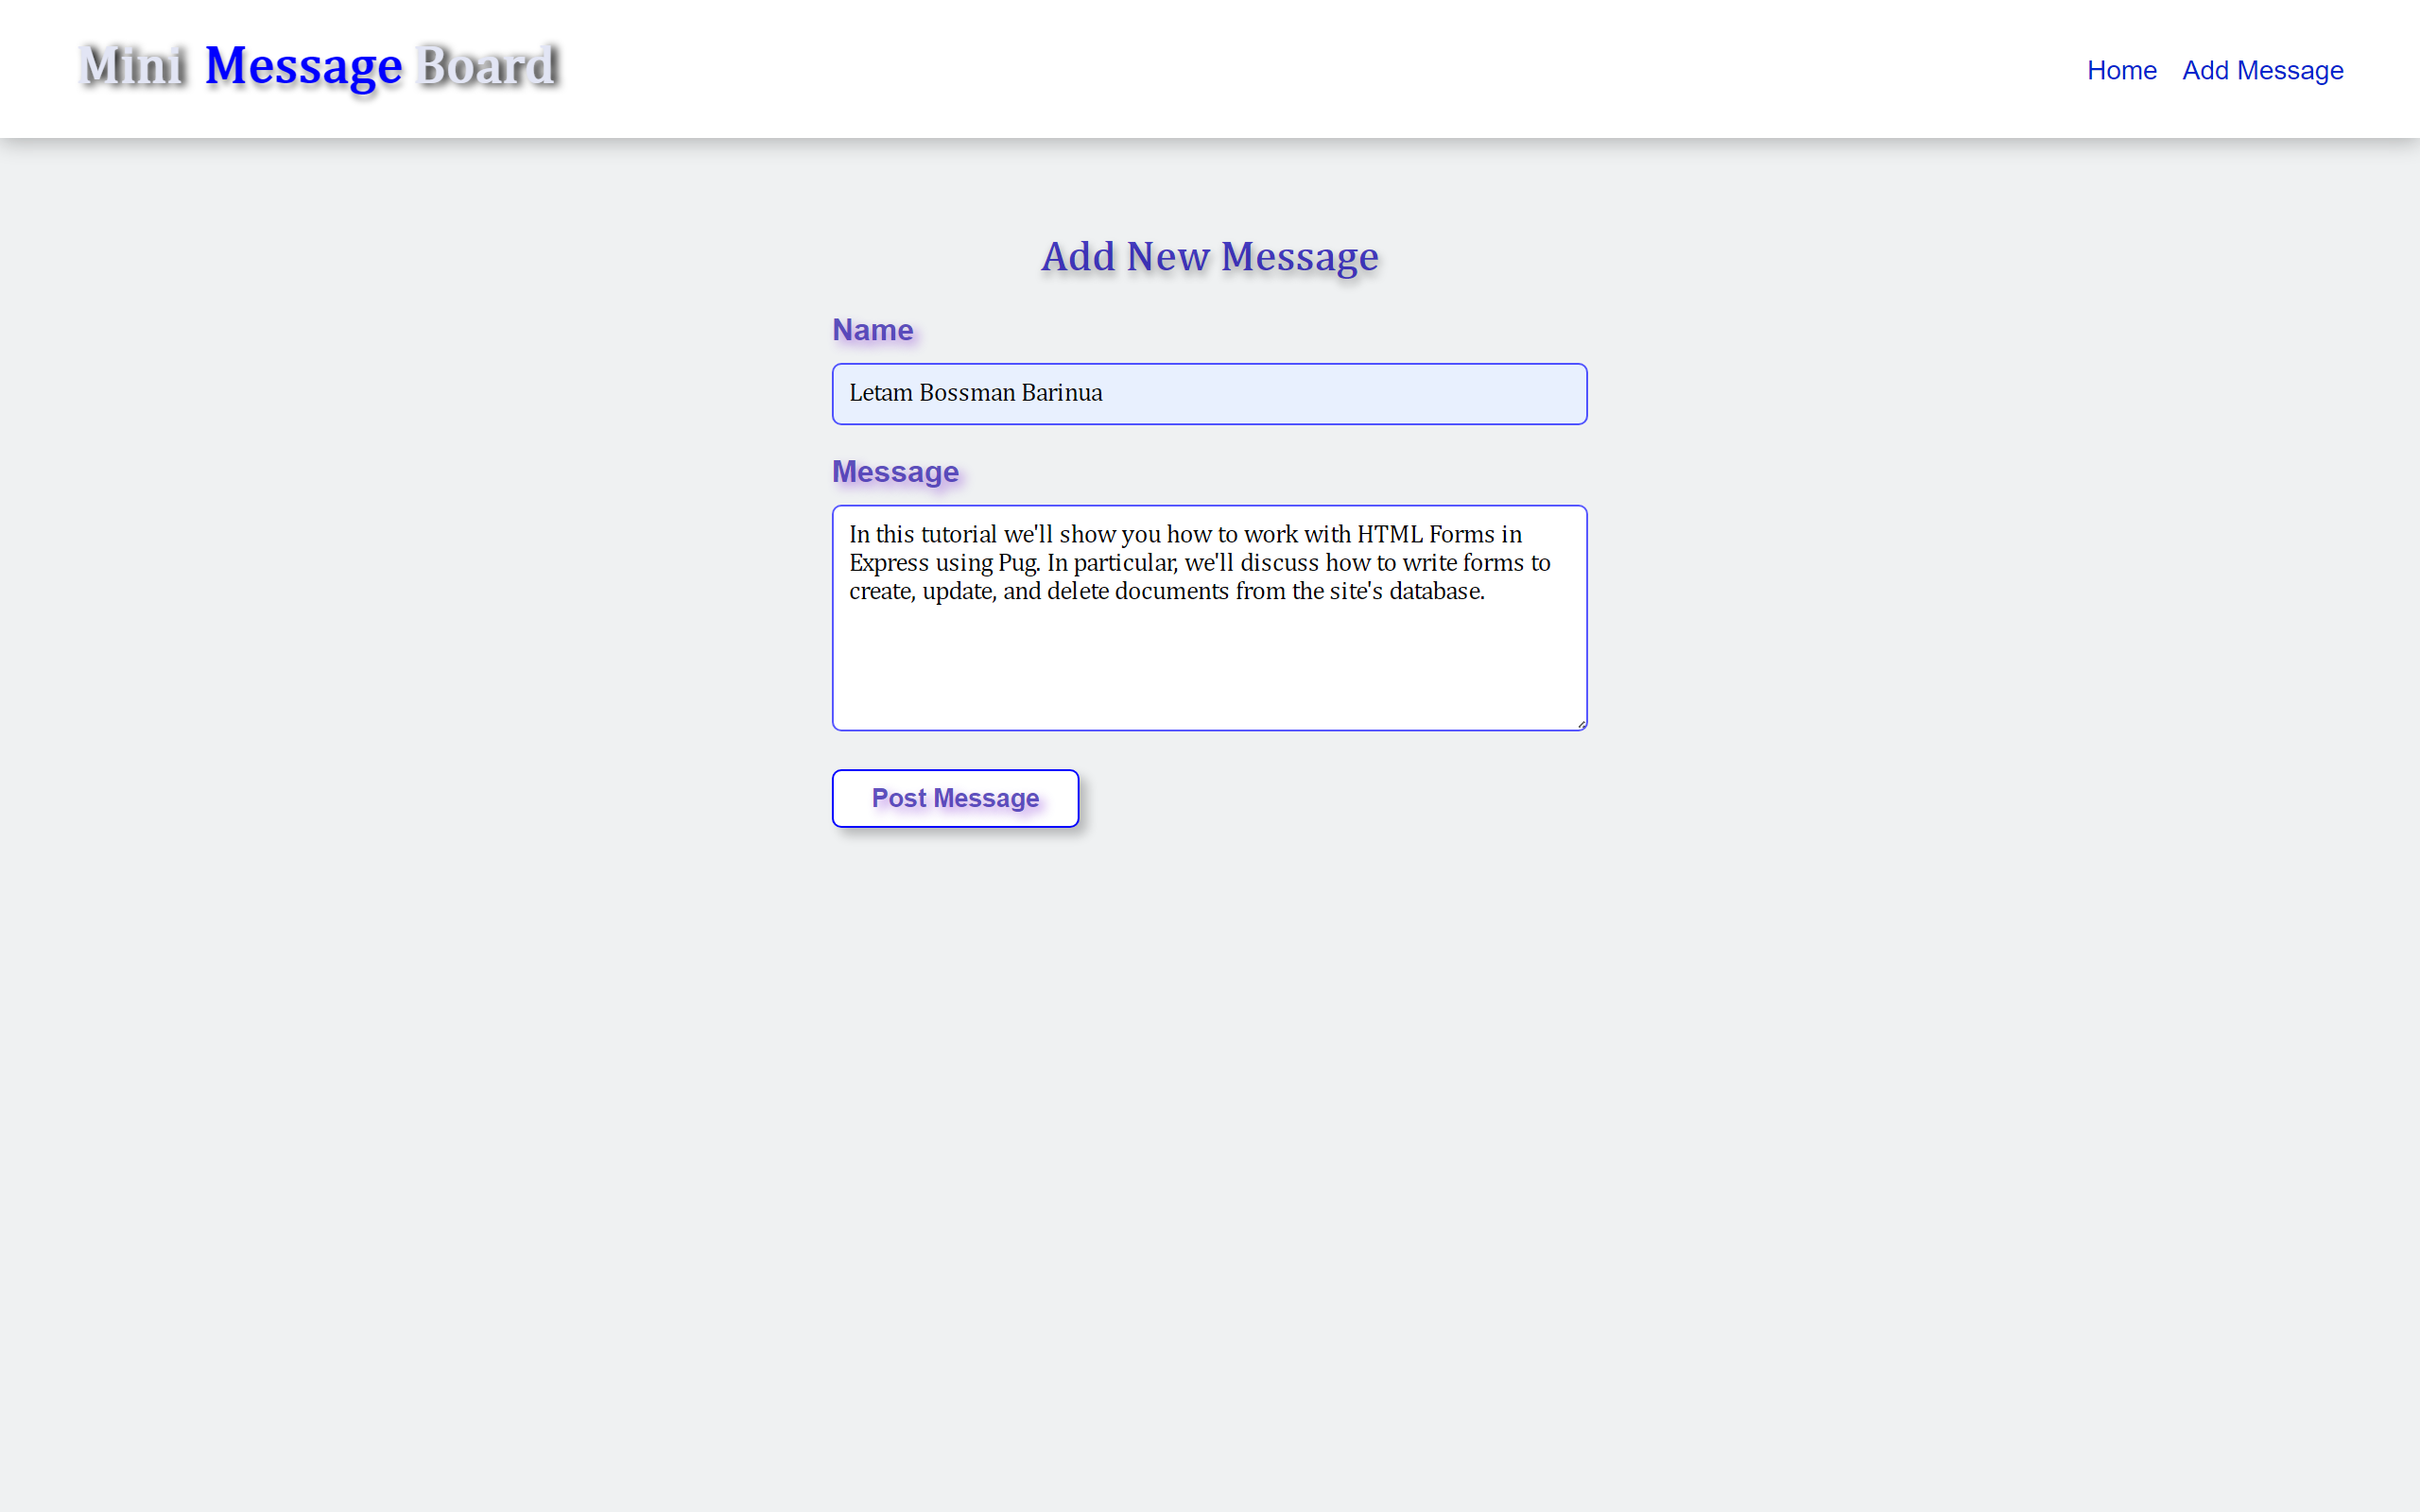 Mini Message Board
Home Add Message
Add New Message
Name
Letam Bossman Barinua
Message
In this tutorial we'll show you how to work with HTML Forms in
Express using Pug. In particular, we'll discuss how to write forms to
create, update, and delete documents from the site's database.
Post Message